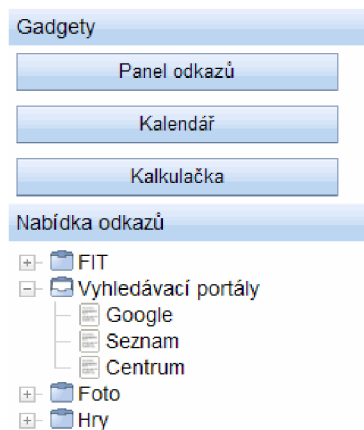 Gadgety
Panel odkazů
Kalendář
Kalkulačka
Nabídka odkazů
FIT
Vyhledávací portály
Google
Seznam
Centrum
Foto
Hry